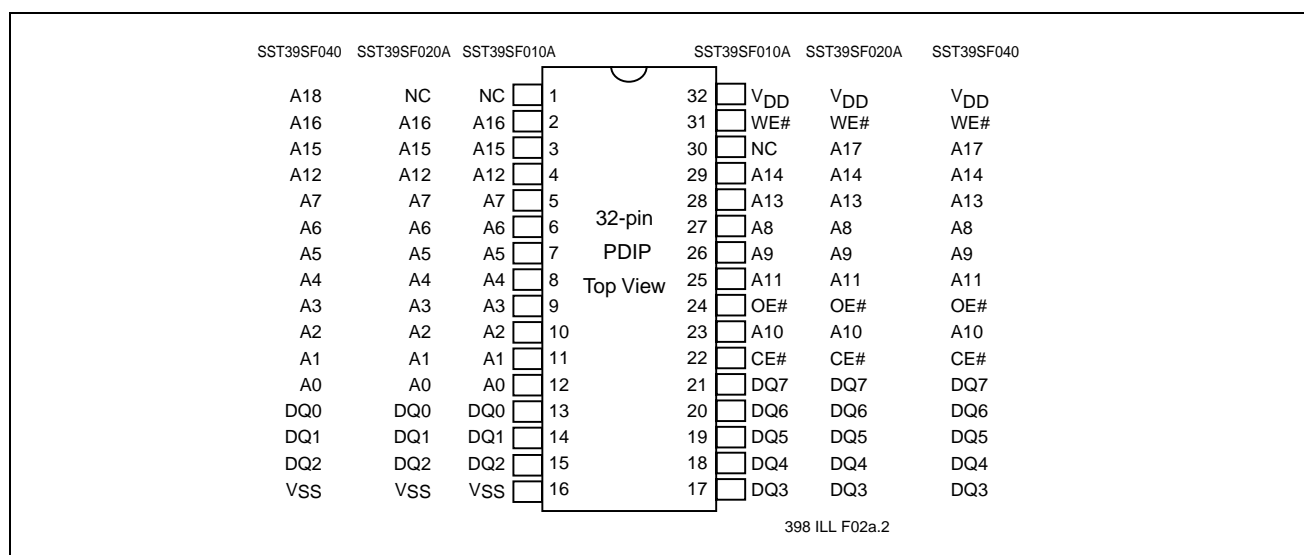 SST39SF040 SST39SF020A SST39SF010A SST39SF010A SST39SF020A SST39SF040
A18 NC NC 1 32 VDD VDD VDD
A16 A16 A16 2 31 WE# WE# WE#
A15 A15 A15 3 30 NC A17 A17
A12 A12 A12 4 29 A14 A14 A14
A7 A7 A7 5 28 A13 A13 A13
A6 A6 A6 6 32-pin 27 A8 A8 A8
A5 A5 A5 7 PDIP 26 A9 A9 A9
A4 A4 A4 8 Top View 25 A11 A11 A11
A3 A3 A3 9 24 OE# OE# OE#
A2 A2 A2 10 23 A10 A10 A10
A1 A1 A1 11 22 CE# CE# CE#
A0 A0 A0 12 21 DQ7 DQ7 DQ7
DQ0 DQ0 DQ0 13 20 DQ6 DQ6 DQ6
DQ1 DQ1 DQ1 14 19 DQ5 DQ5 DQ5
DQ2 DQ2 DQ2 15 18 DQ4 DQ4 DQ4
VSS VSS VSS 16 17 DQ3 DQ3 DQ3
398 ILL F02a.2